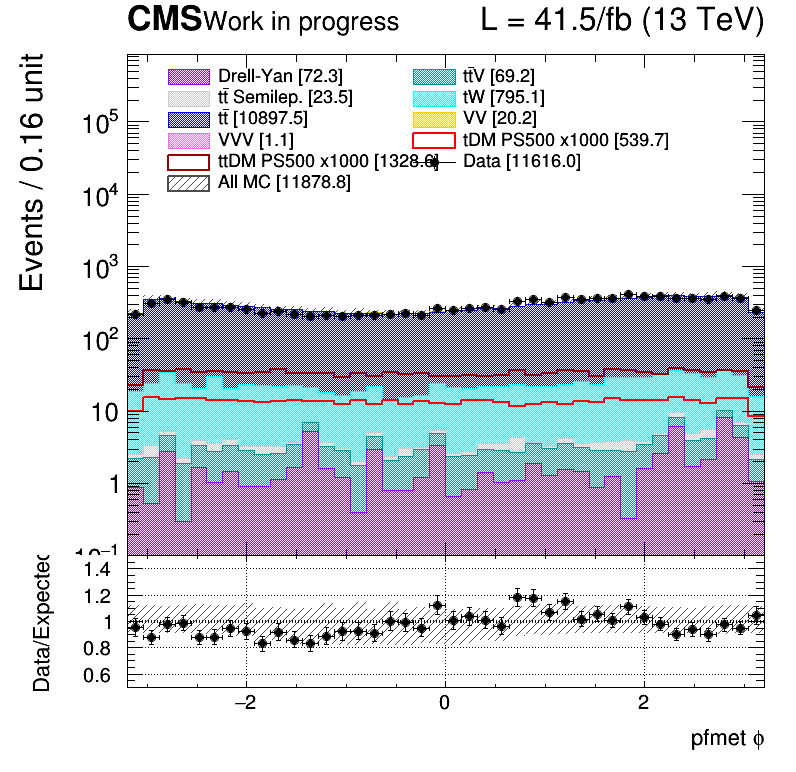 CMS Work in progress L = 41.5/fb (13 TeV)
Events / 0.16 unit
Drell-Yan [72.3] tt̄V [69.2]
tt̄ Semilep. [23.5] tW [795.1]
tt̄ [10897.5] VV [20.2]
VVV [1.1] tDM PS500 x1000 [539.7]
ttDM PS500 x1000 [1328.6] Data [11616.0]
All MC [11878.8]
10⁵
10⁴
10³
10²
10
1
10⁻¹
Data/Expected
1.4
1.2
1
0.8
0.6
−2 0 2
pfmet ϕ